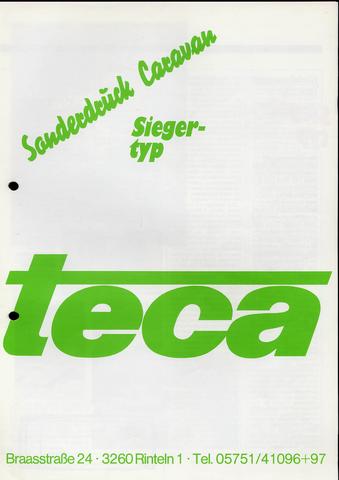 Sonderdruck Caravan
Sieger-
typ
teca
Braasstraße 24 · 3260 Rinteln 1 · Tel. 05751/41096+97